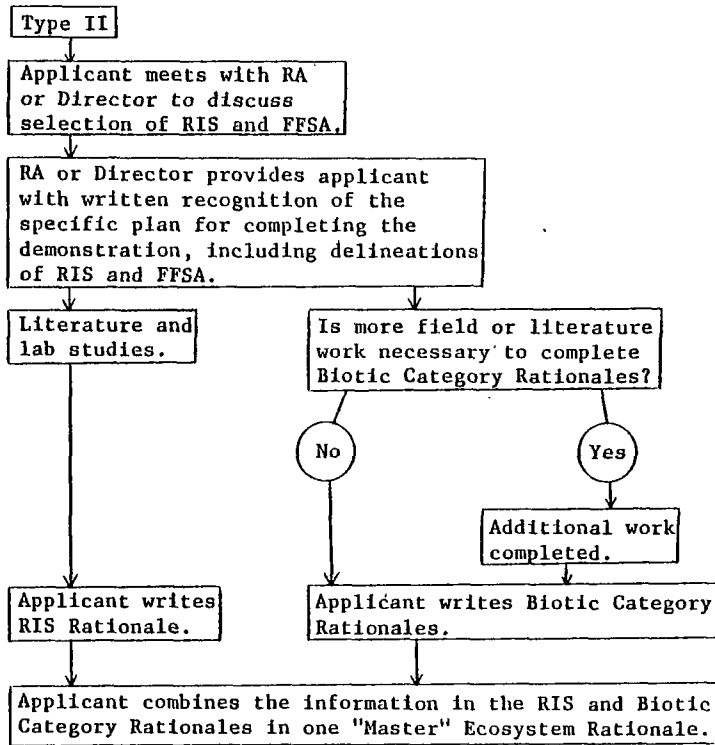 Type II
Applicant meets with RA
or Director to discuss
selection of RIS and FFSA.
RA or Director provides applicant
with written recognition of the
specific plan for completing the
demonstration, including delineations
of RIS and FFSA.
Literature and
lab studies.
Is more field or literature
work necessary to complete
Biotic Category Rationales?
No
Yes
Additional work
completed.
Applicant writes
RIS Rationale.
Applicant writes Biotic Category
Rationales.
Applicant combines the information in the RIS and Biotic
Category Rationales in one "Master" Ecosystem Rationale.